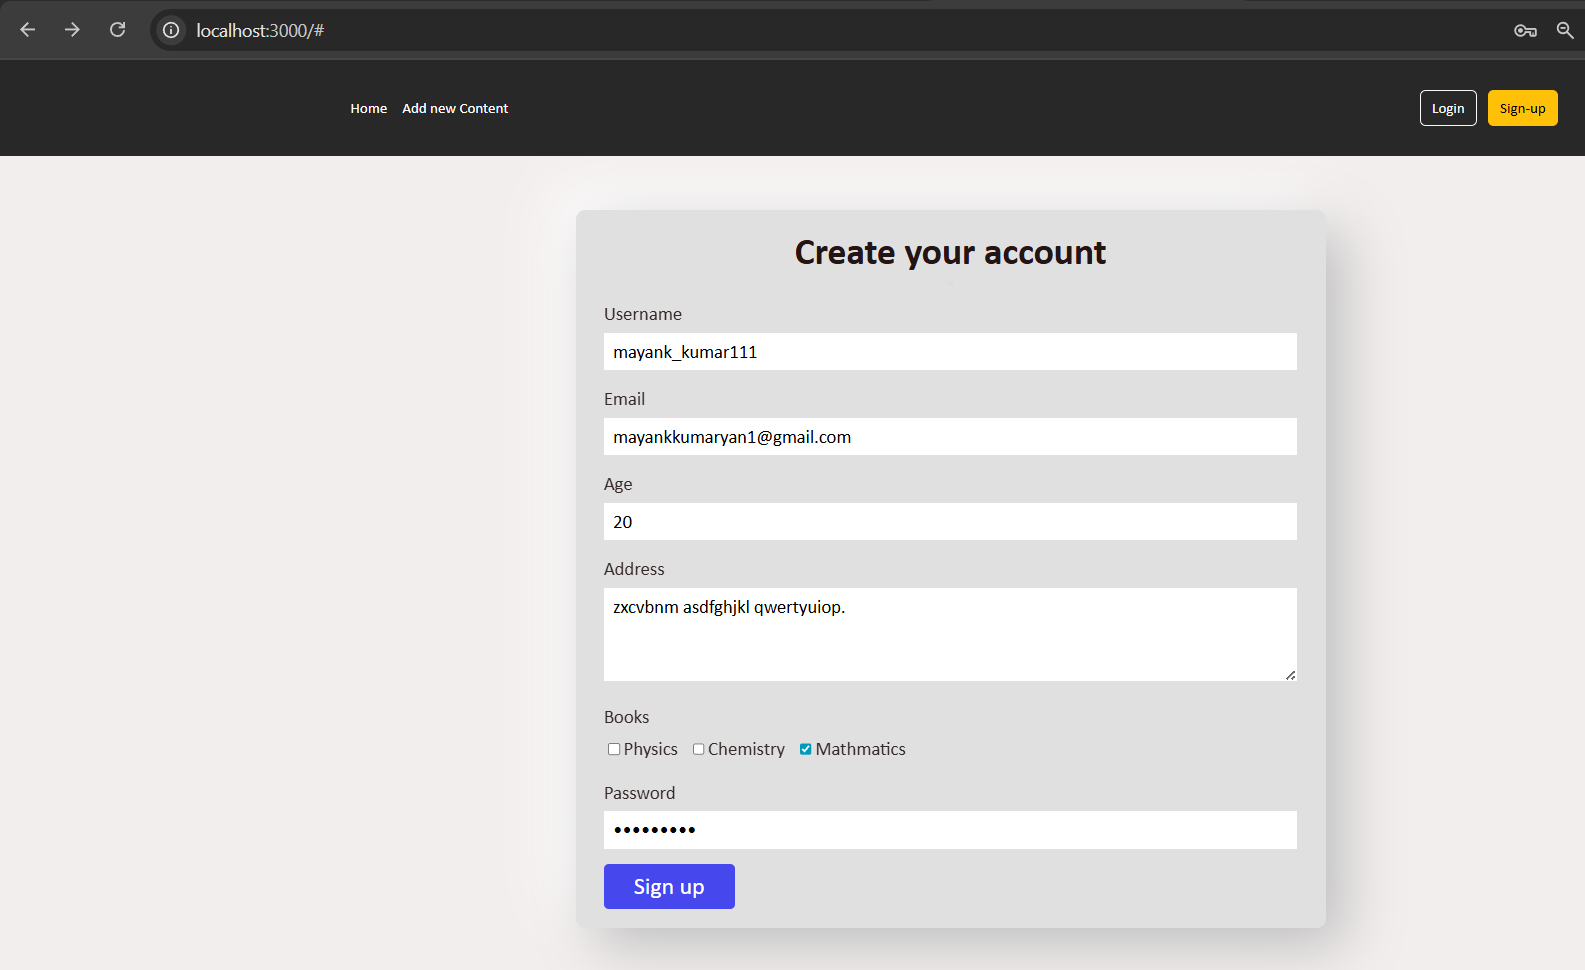 localhost:3000/#
Home Add new Content Login Sign-up
Create your account
Username
mayank_kumar111
Email
mayankkumaryan1@gmail.com
Age
20
Address
zxcvbnm asdfghjkl qwertyuiop.
Books
Physics Chemistry Mathmatics
Password
•••••••••
Sign up